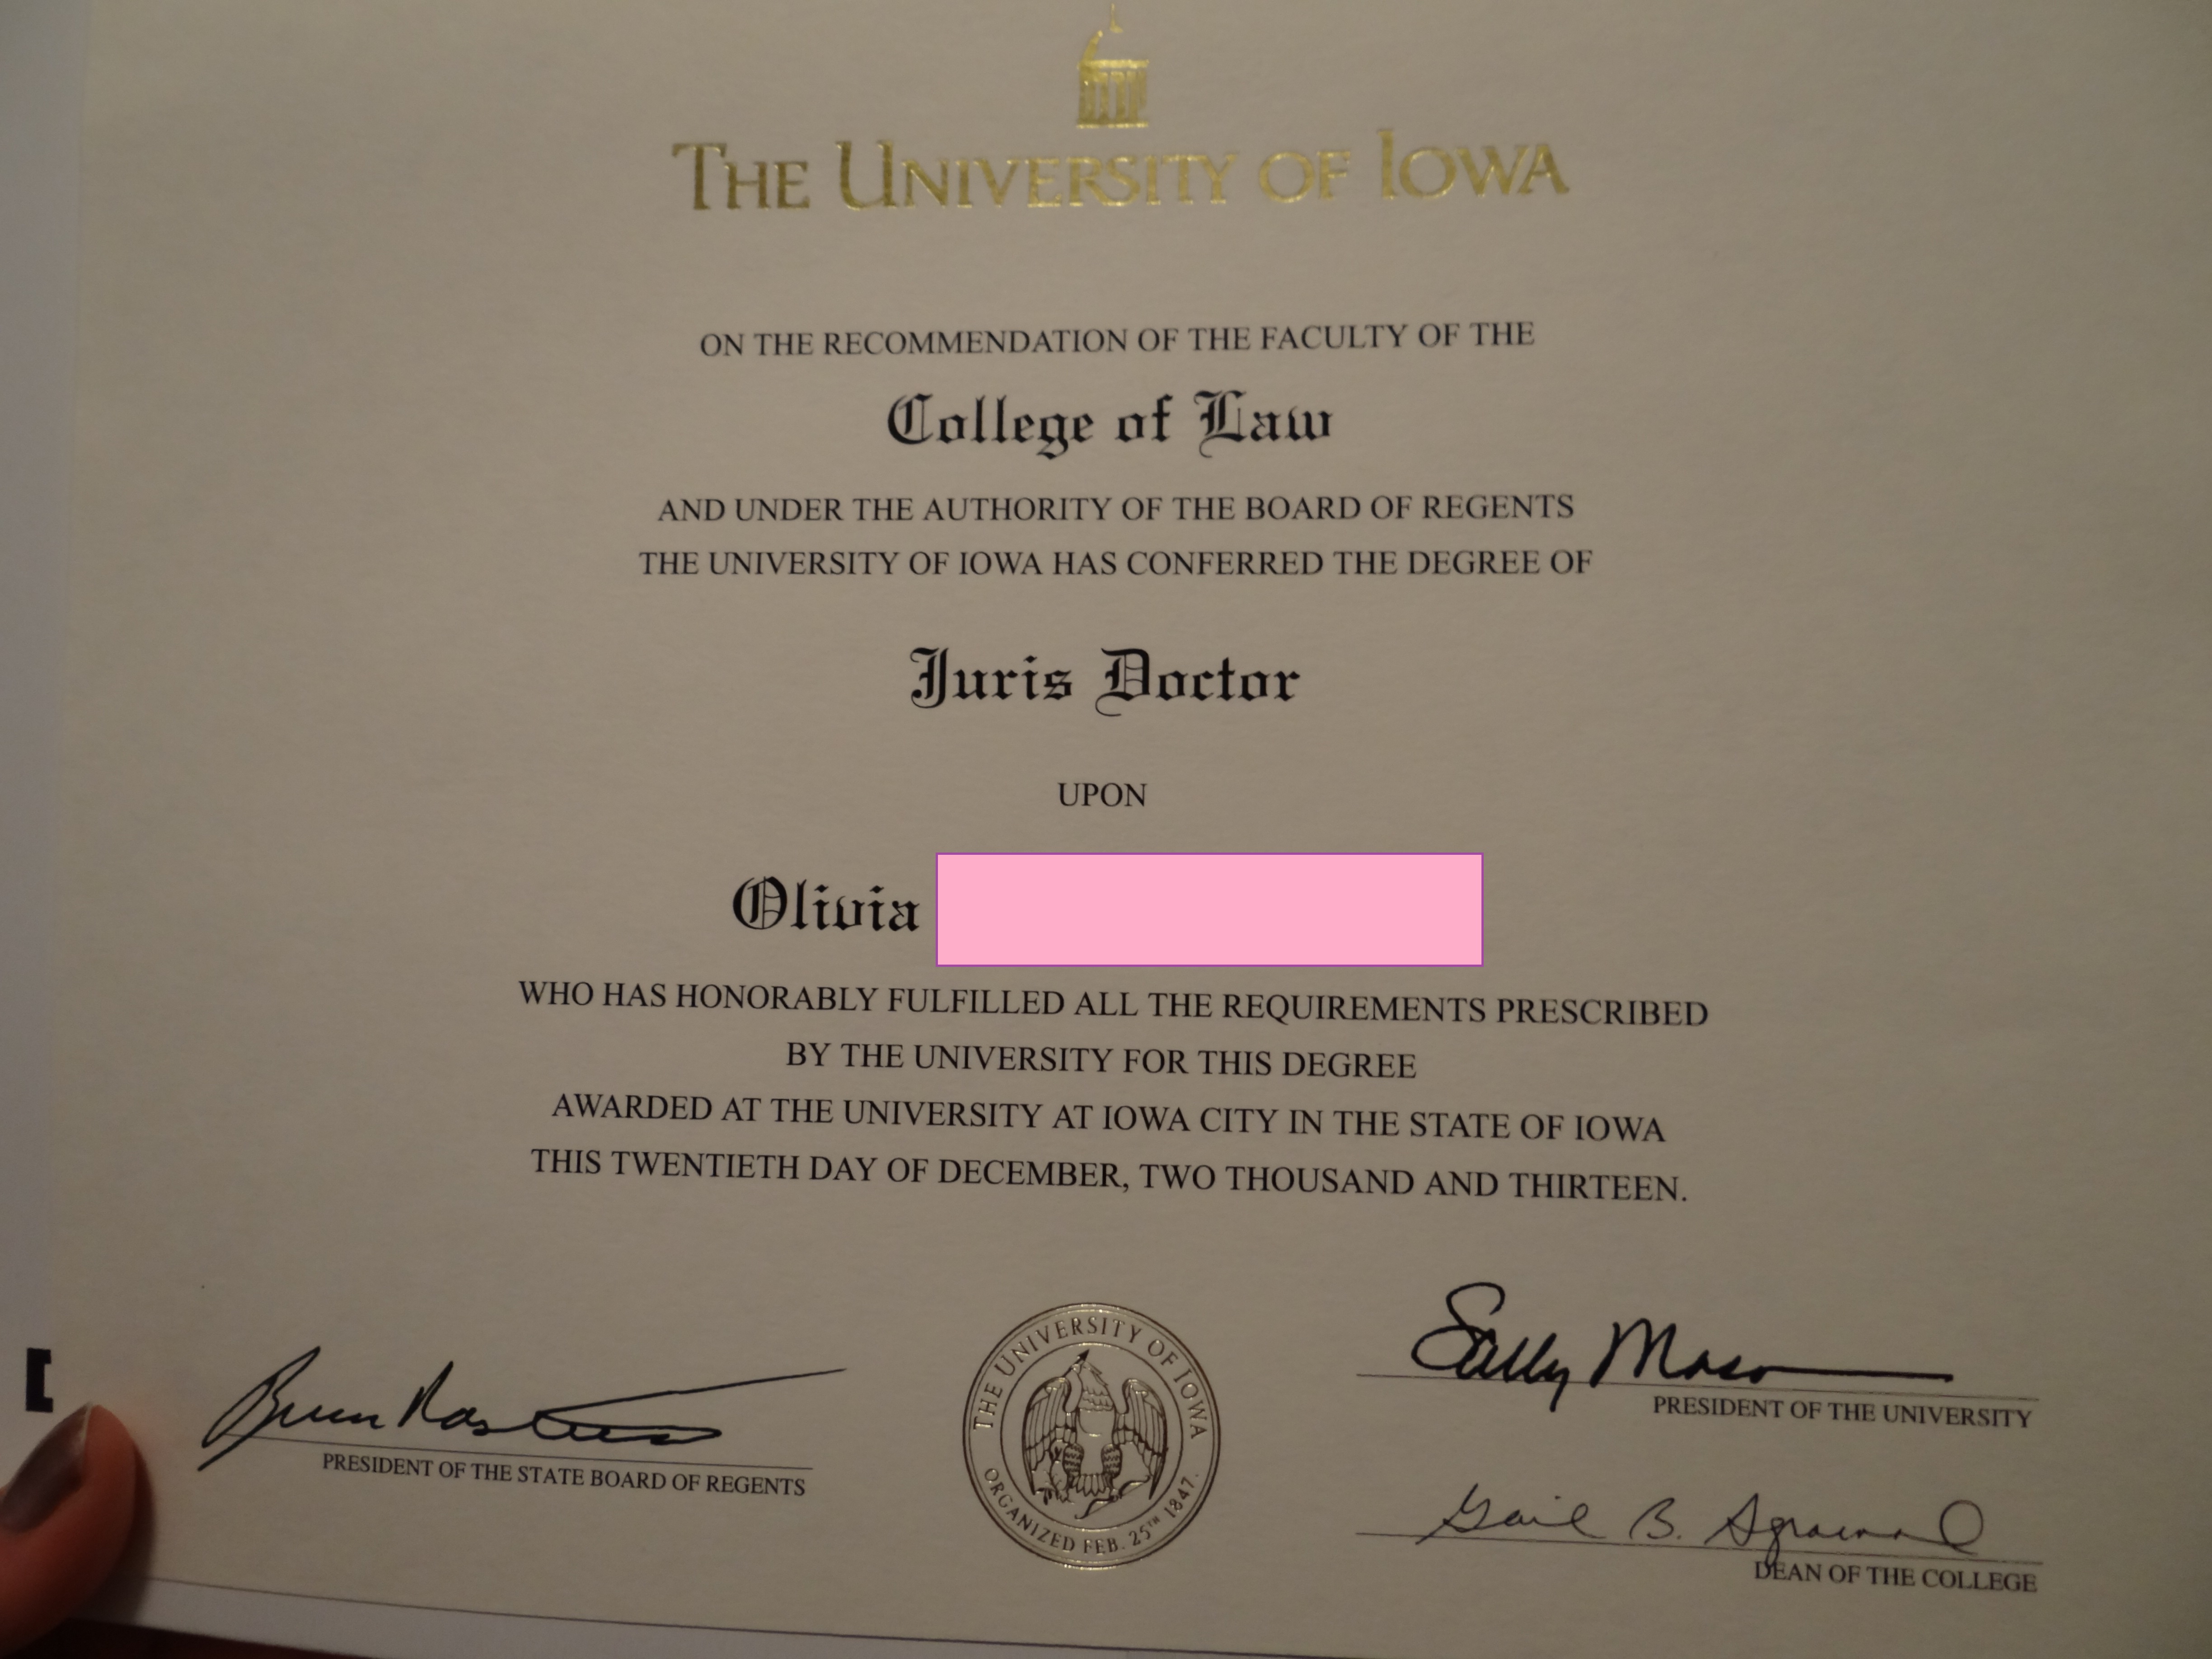 THE UNIVERSITY OF IOWA
ON THE RECOMMENDATION OF THE FACULTY OF THE
College of Law
AND UNDER THE AUTHORITY OF THE BOARD OF REGENTS
THE UNIVERSITY OF IOWA HAS CONFERRED THE DEGREE OF
Juris Doctor
UPON
Olivia
WHO HAS HONORABLY FULFILLED ALL THE REQUIREMENTS PRESCRIBED
BY THE UNIVERSITY FOR THIS DEGREE
AWARDED AT THE UNIVERSITY AT IOWA CITY IN THE STATE OF IOWA
THIS TWENTIETH DAY OF DECEMBER, TWO THOUSAND AND THIRTEEN.
Sally Mason
PRESIDENT OF THE UNIVERSITY
PRESIDENT OF THE STATE BOARD OF REGENTS
THE UNIVERSITY OF IOWA
ORGANIZED FEB. 25TH 1847.
Gail B. Agrawal
DEAN OF THE COLLEGE